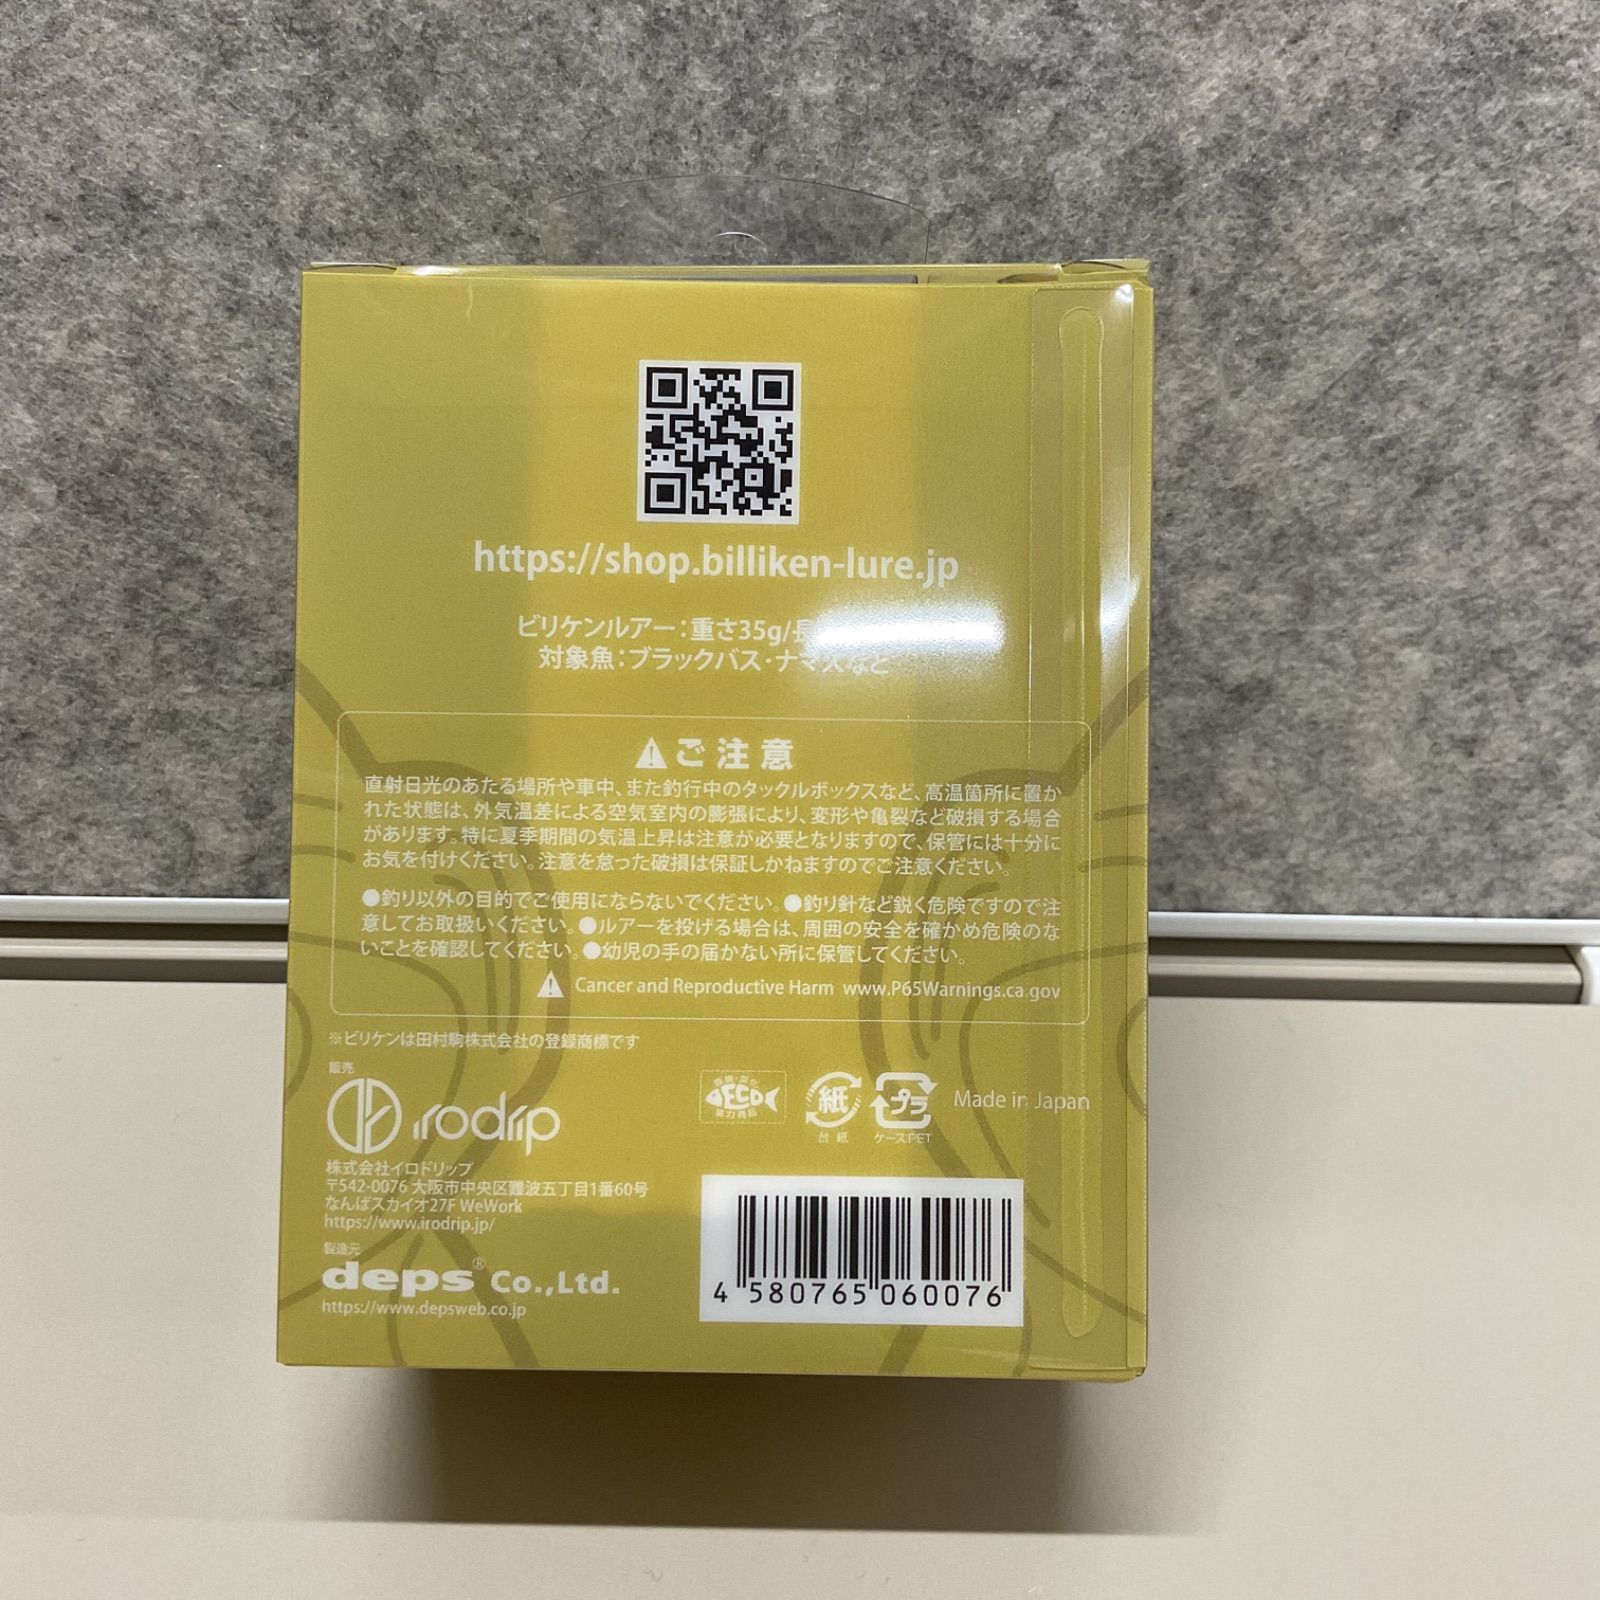 https://shop.billiken-lure.jp
ビリケンルアー：重さ35g/長
対象魚：ブラックバス・ナマズなど
ご注意
直射日光のあたる場所や車中、また釣行中のタックルボックスなど、高温箇所に置か
れた状態は、外気温差による空気室内の膨張により、変形や亀裂など破損する場合
があります。特に夏季期間の気温上昇は注意が必要となりますので、保管には十分に
お気を付けください。注意を怠った破損は保証しかねますのでご注意ください。
●釣り以外の目的でご使用にならないでください。●釣り針など鋭く危険ですので注
意してお取扱いください。●ルアーを投げる場合は、周囲の安全を確かめ危険のな
いことを確認してください。●幼児の手の届かない所に保管してください。
Cancer and Reproductive Harm www.P65Warnings.ca.gov
※ビリケンは田村駒株式会社の登録商標です
販売
irodrip
株式会社イロドリップ
〒542-0076 大阪市中央区難波五丁目1番60号
なんばスカイオ27F WeWork
https://www.irodrip.jp/
製造元
deps® Co.,Ltd.
https://www.depsweb.co.jp
ECO
協力商品
紙
台紙
プラ
ケース:PET
Made in Japan
4 580765 060076